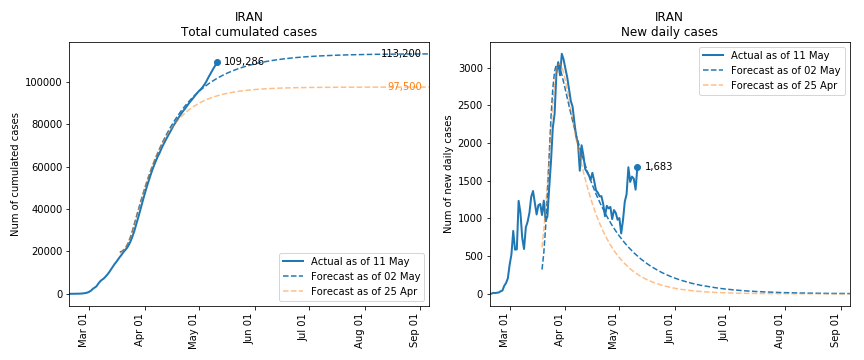 IRAN
Total cumulated cases
Num of cumulated cases
100000
80000
60000
40000
20000
0
113,200
109,286
97,500
Actual as of 11 May
Forecast as of 02 May
Forecast as of 25 Apr
Mar 01
Apr 01
May 01
Jun 01
Jul 01
Aug 01
Sep 01
IRAN
New daily cases
Num of new daily cases
3000
2500
2000
1500
1000
500
0
Actual as of 11 May
Forecast as of 02 May
Forecast as of 25 Apr
1,683
Mar 01
Apr 01
May 01
Jun 01
Jul 01
Aug 01
Sep 01